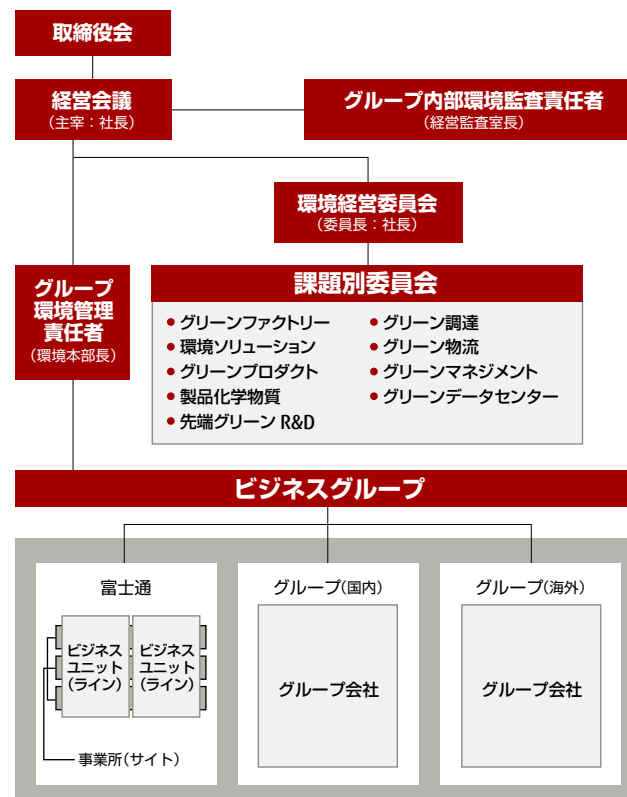 取締役会
経営会議
（主宰：社長）
グループ内部環境監査責任者
（経営監査室長）
環境経営委員会
（委員長：社長）
グループ
環境管理
責任者
（環境本部長）
課題別委員会
● グリーンファクトリー
● 環境ソリューション
● グリーンプロダクト
● 製品化学物質
● 先端グリーン R&D
● グリーン調達
● グリーン物流
● グリーンマネジメント
● グリーンデータセンター
ビジネスグループ
富士通
ビジネス
ユニット
（ライン）
ビジネス
ユニット
（ライン）
事業所（サイト）
グループ（国内）
グループ会社
グループ（海外）
グループ会社